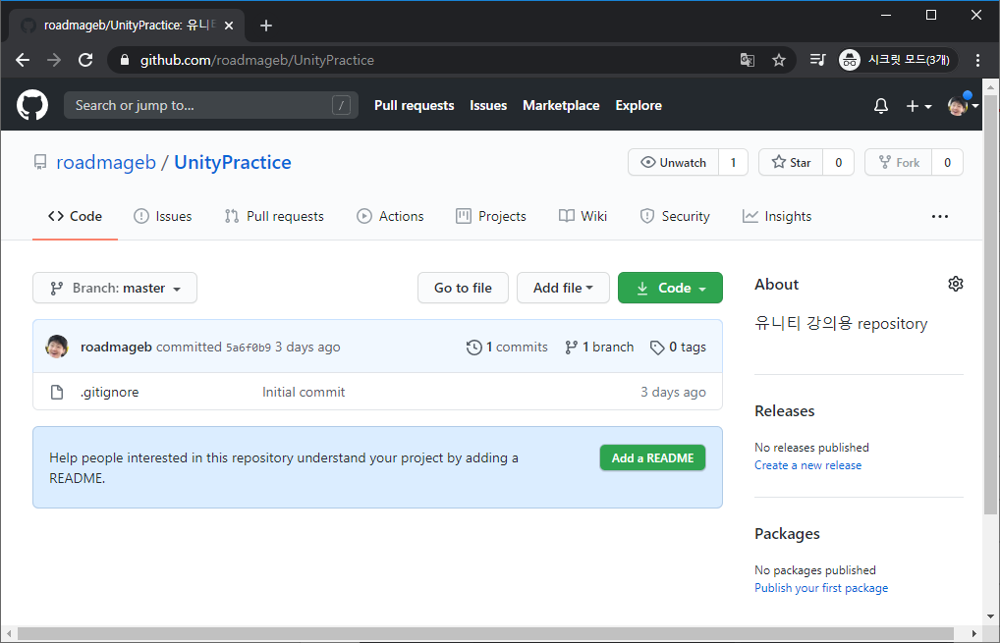 roadmageb/UnityPractice: 유니
github.com/roadmageb/UnityPractice
시크릿 모드(3개)
Search or jump to... /
Pull requests Issues Marketplace Explore
roadmageb / UnityPractice
Unwatch 1 Star 0 Fork 0
Code Issues Pull requests Actions Projects Wiki Security Insights
Branch: master
Go to file Add file Code
roadmageb committed 5a6f0b9 3 days ago
1 commits 1 branch 0 tags
.gitignore Initial commit 3 days ago
Help people interested in this repository understand your project by adding a
README.
Add a README
About
유니티 강의용 repository
Releases
No releases published
Create a new release
Packages
No packages published
Publish your first package